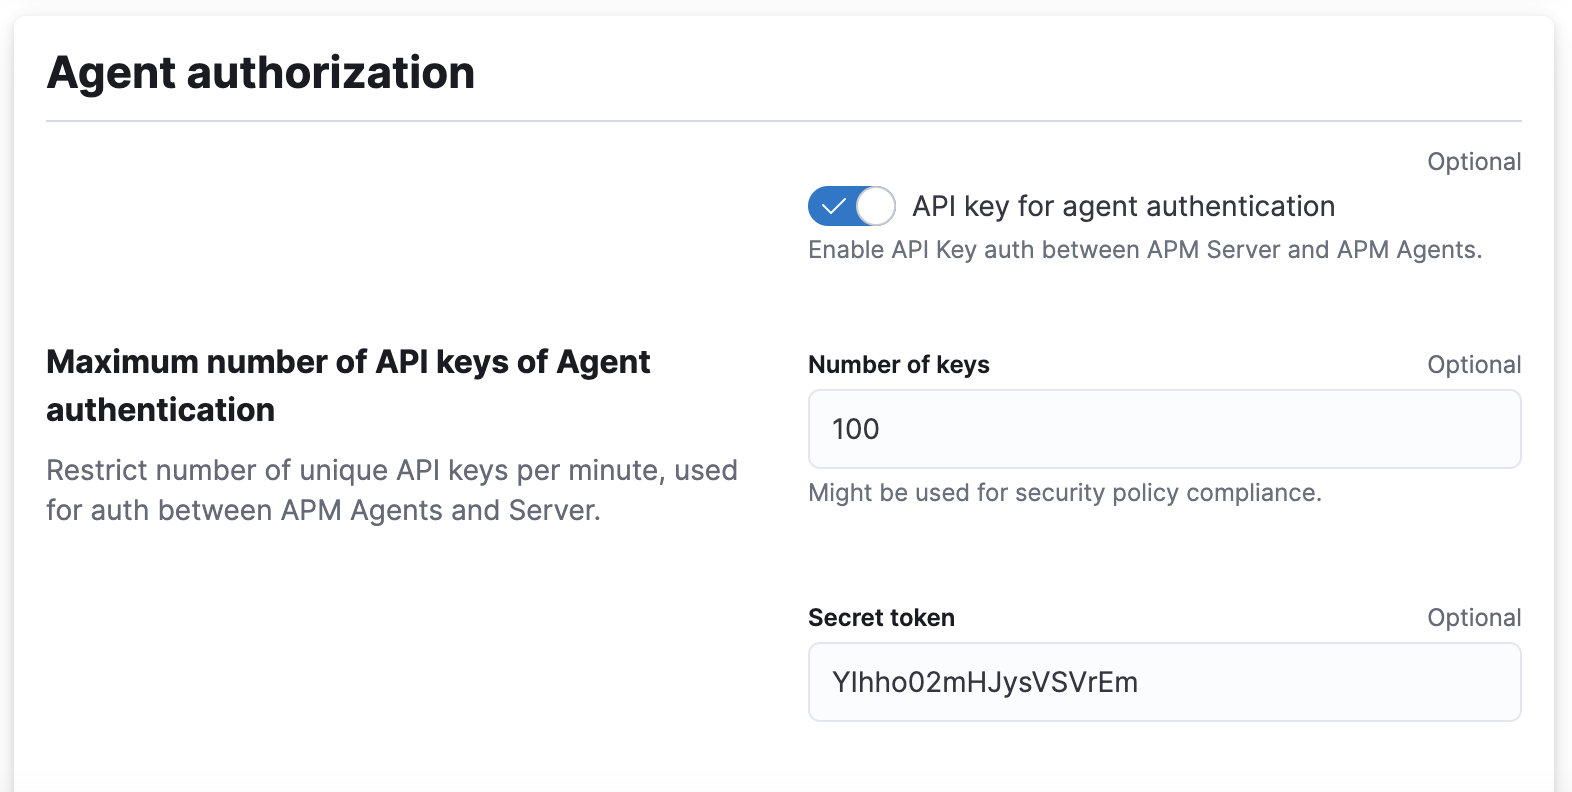 Agent authorization
Optional
API key for agent authentication
Enable API Key auth between APM Server and APM Agents.
Maximum number of API keys of Agent
authentication
Restrict number of unique API keys per minute, used
for auth between APM Agents and Server.
Number of keys
Optional
100
Might be used for security policy compliance.
Secret token
Optional
YIhho02mHJysVSVrEm